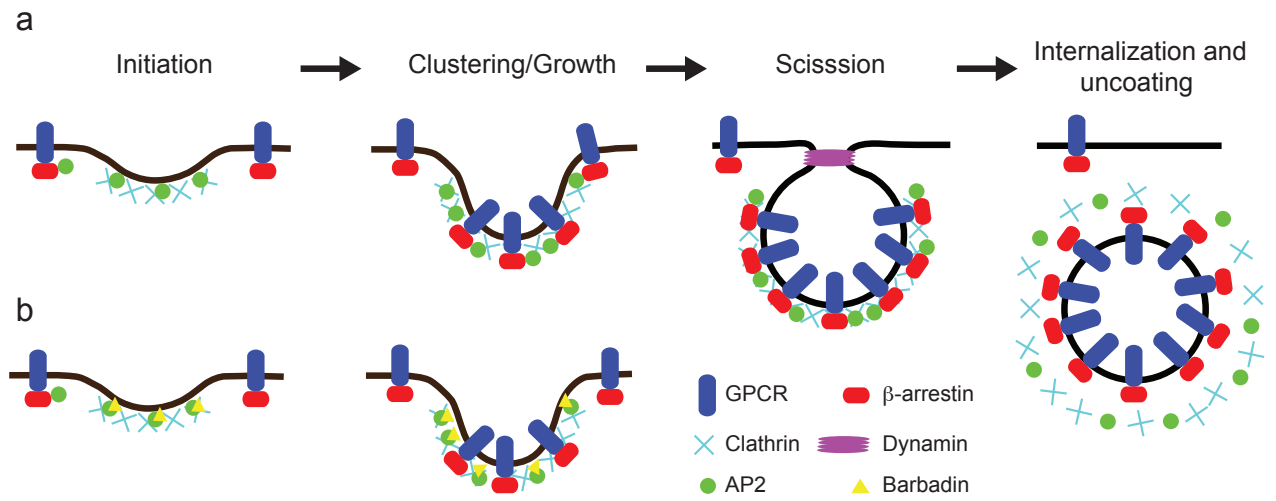 a
Initiation
Clustering/Growth
Scisssion
Internalization and
uncoating
b
GPCR
β-arrestin
Clathrin
Dynamin
AP2
Barbadin